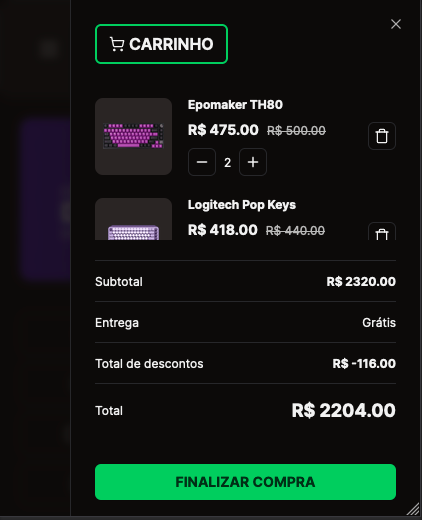 CARRINHO
Epomaker TH80
R$ 475.00 R$ 500.00
2
Logitech Pop Keys
R$ 418.00 R$ 440.00
Subtotal R$ 2320.00
Entrega Grátis
Total de descontos R$ -116.00
Total R$ 2204.00
FINALIZAR COMPRA